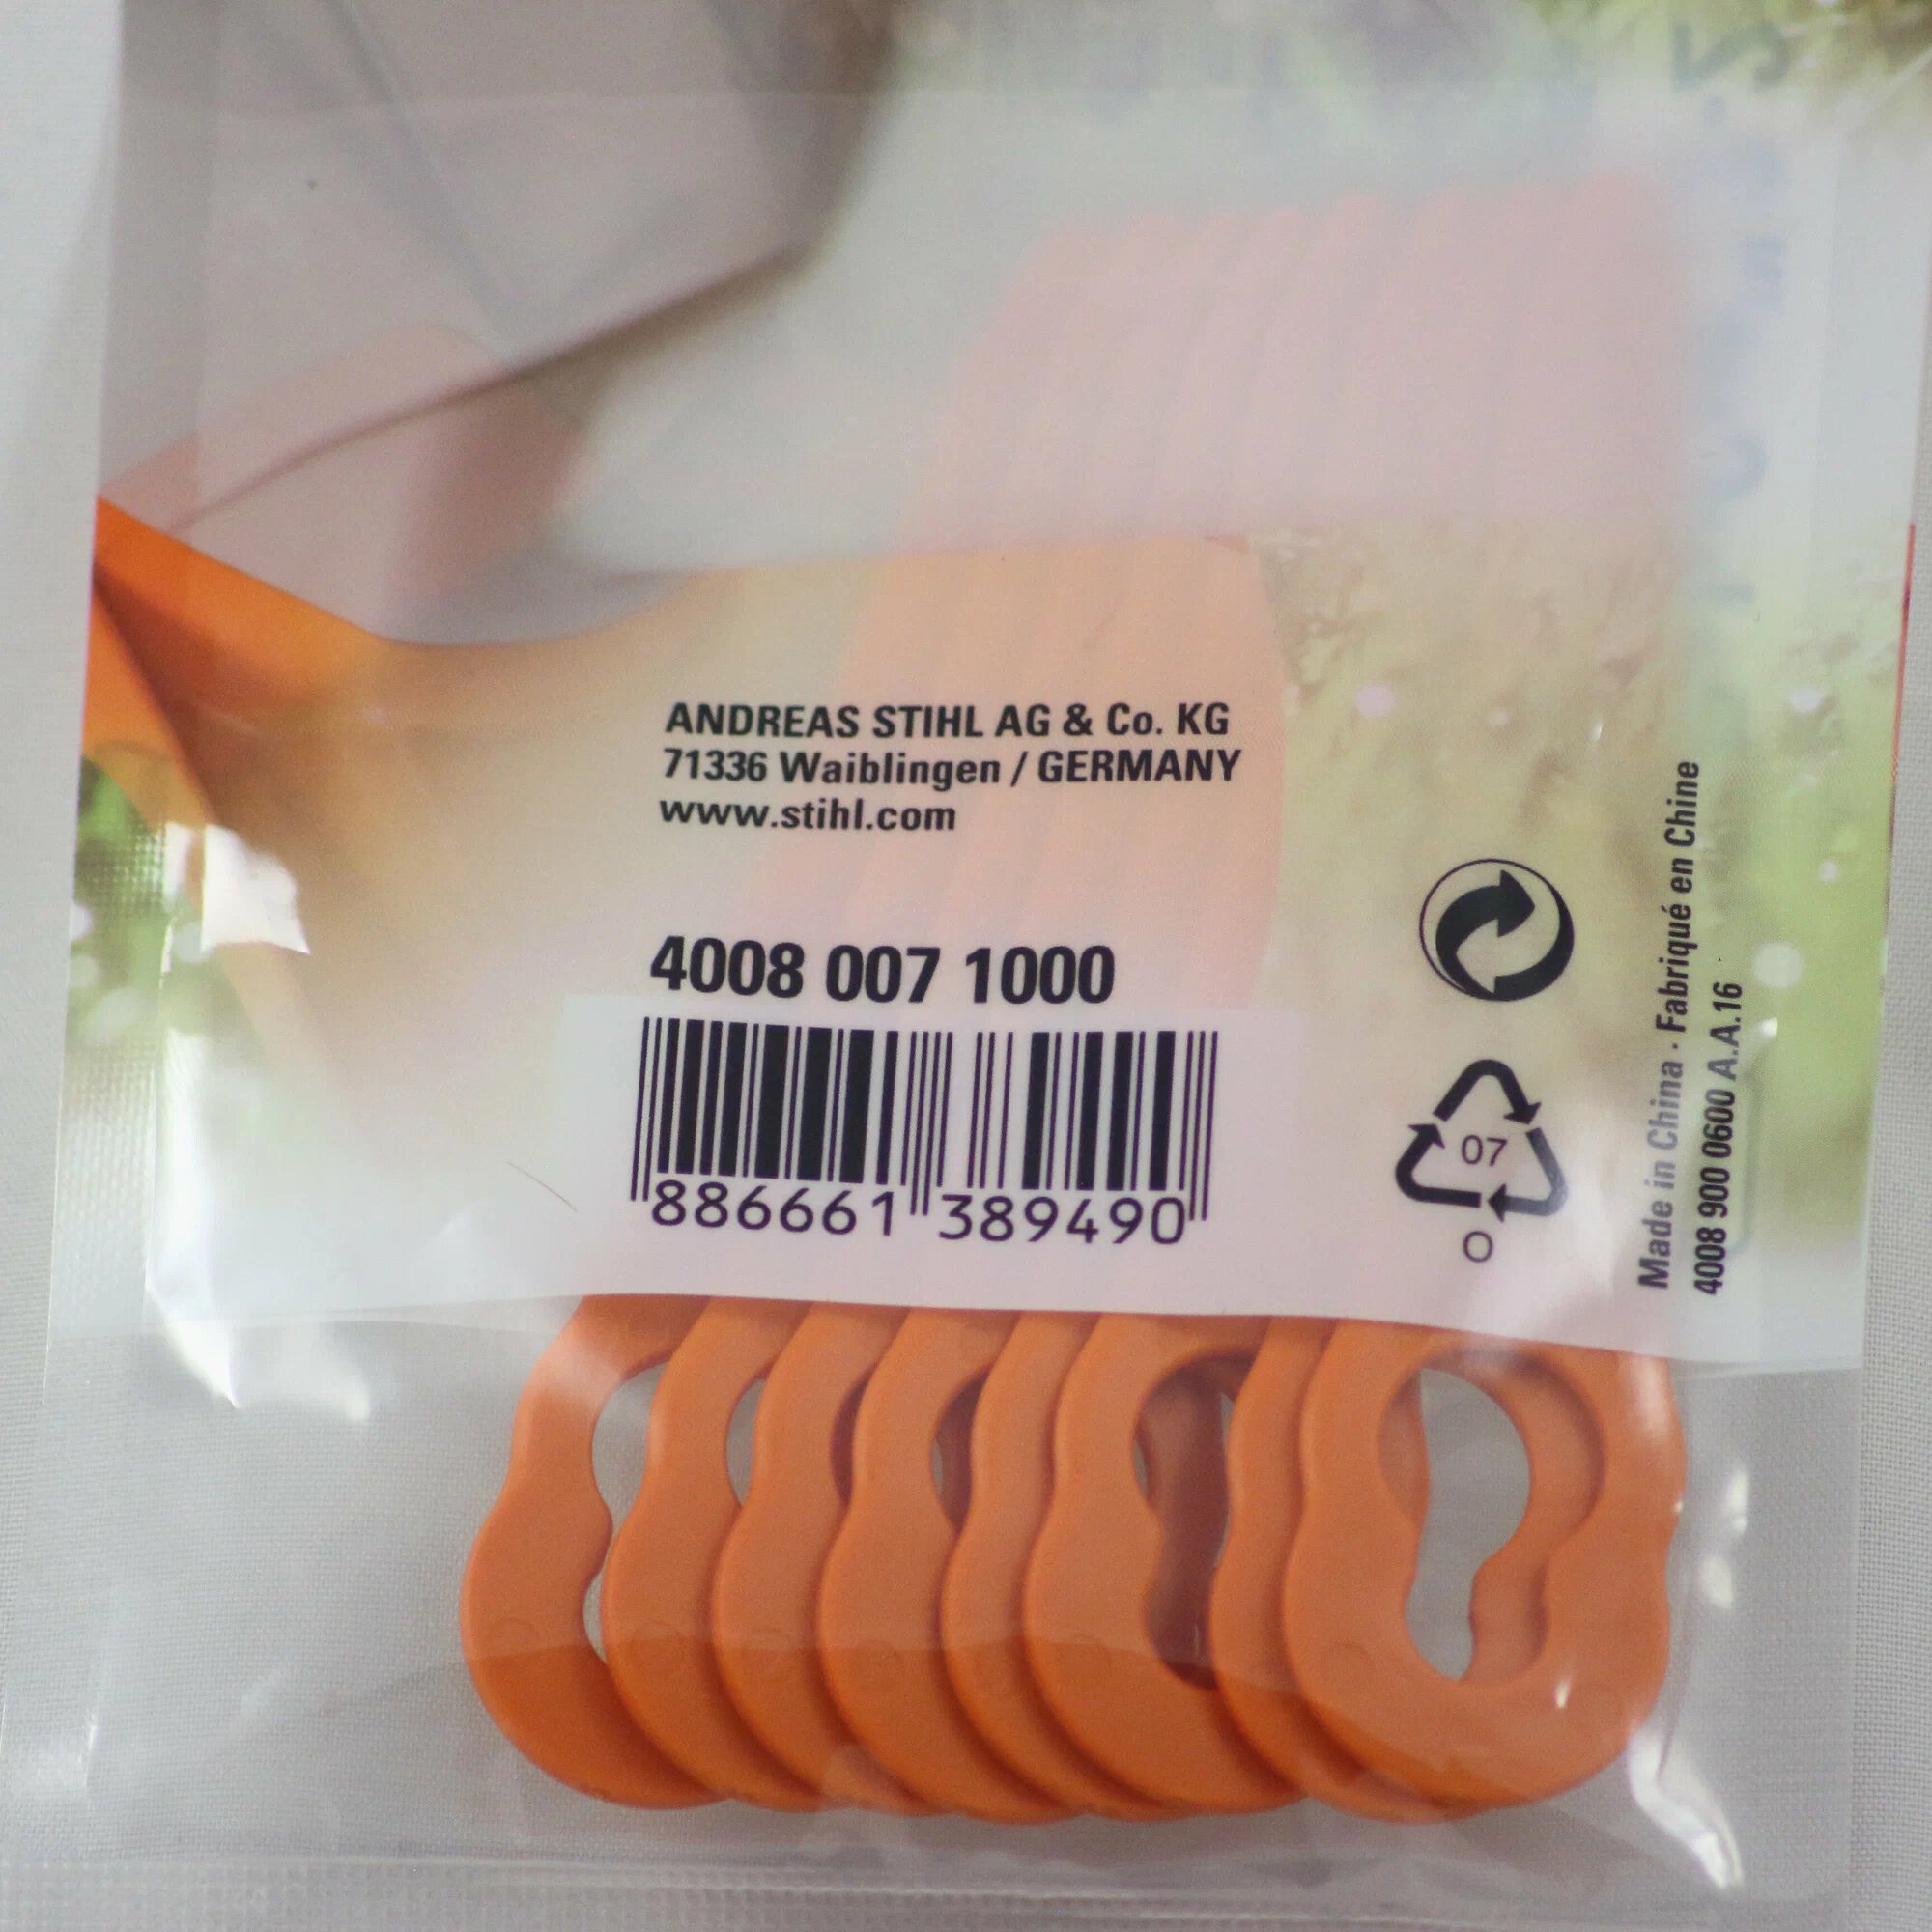 ANDREAS STIHL AG & Co. KG
71336 Waiblingen / GERMANY
www.stihl.com
4008 007 1000
886661 389490
07
O
Made in China · Fabriqué en Chine
4008 900 0600 A.A.16